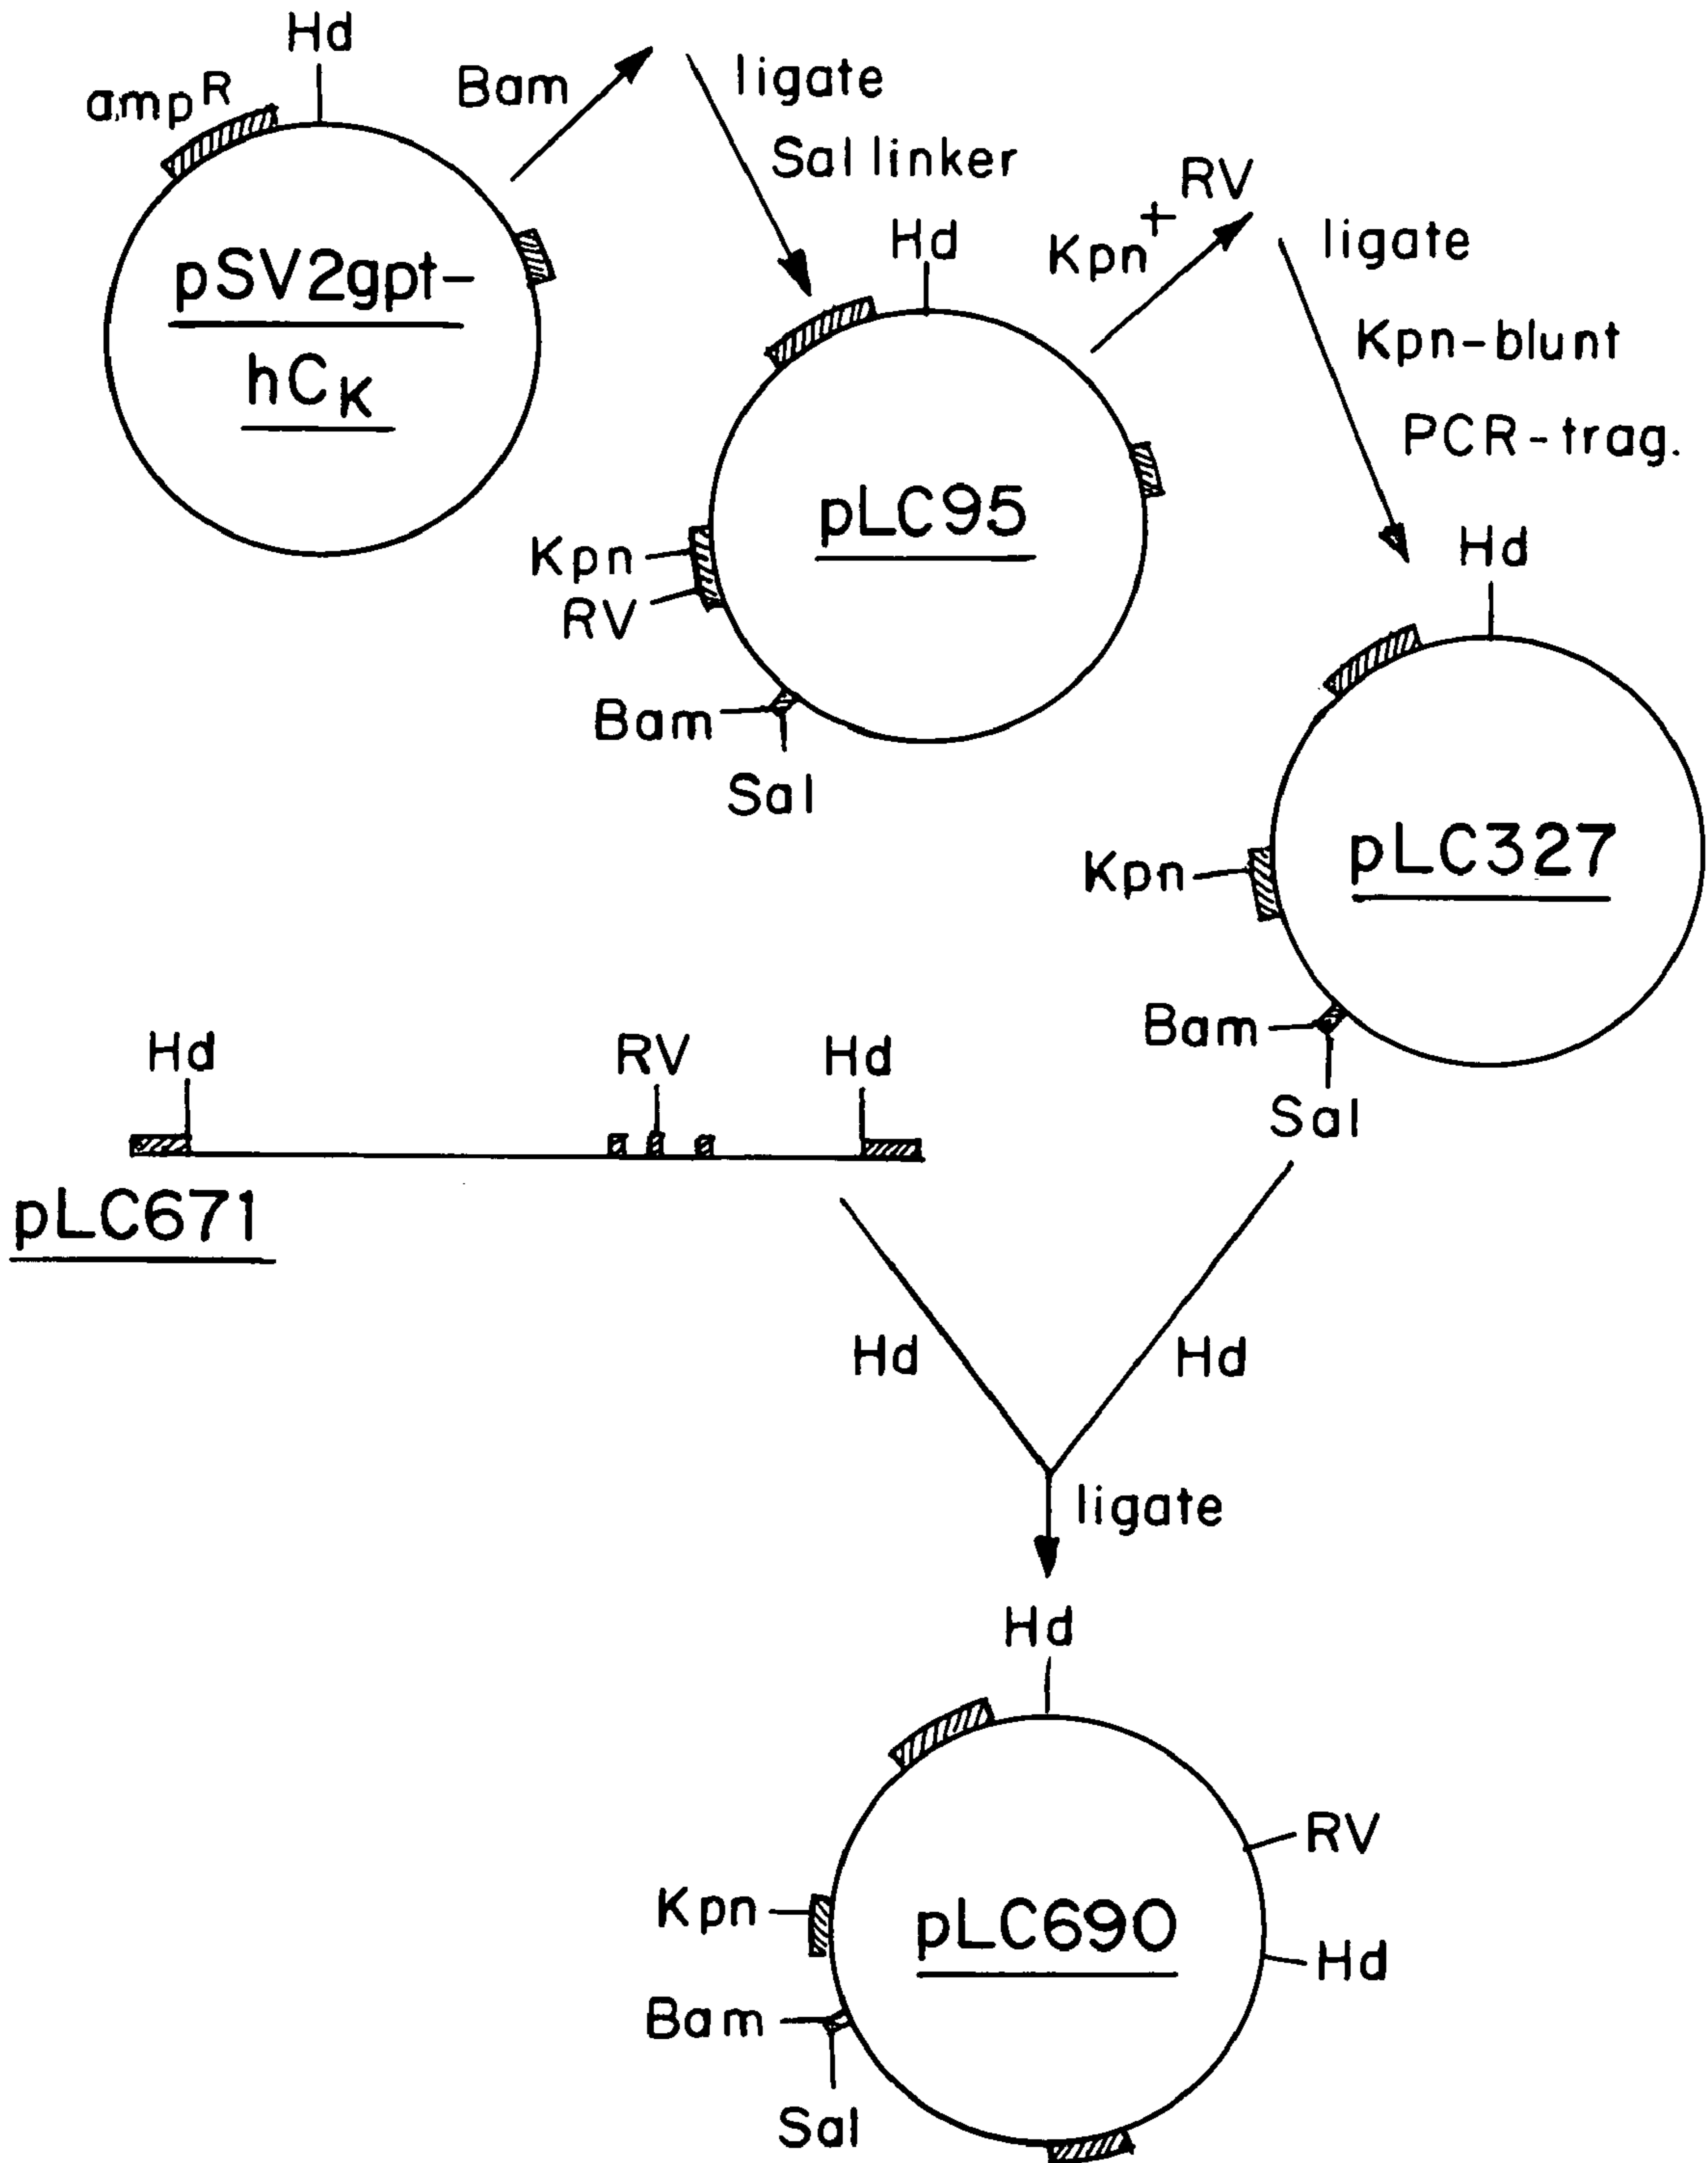 Hd
amp^R
Bam
ligate
Sal linker
pSV2gpt-
hCK
Kpn + RV
ligate
Kpn-blunt
PCR-trag.
Hd
pLC95
Kpn
RV
Bam
Sal
Hd
pLC327
Kpn
Bam
Sal
Hd
RV
Hd
pLC671
Hd
Hd
ligate
Hd
RV
Kpn
pLC690
Hd
Bam
Sal